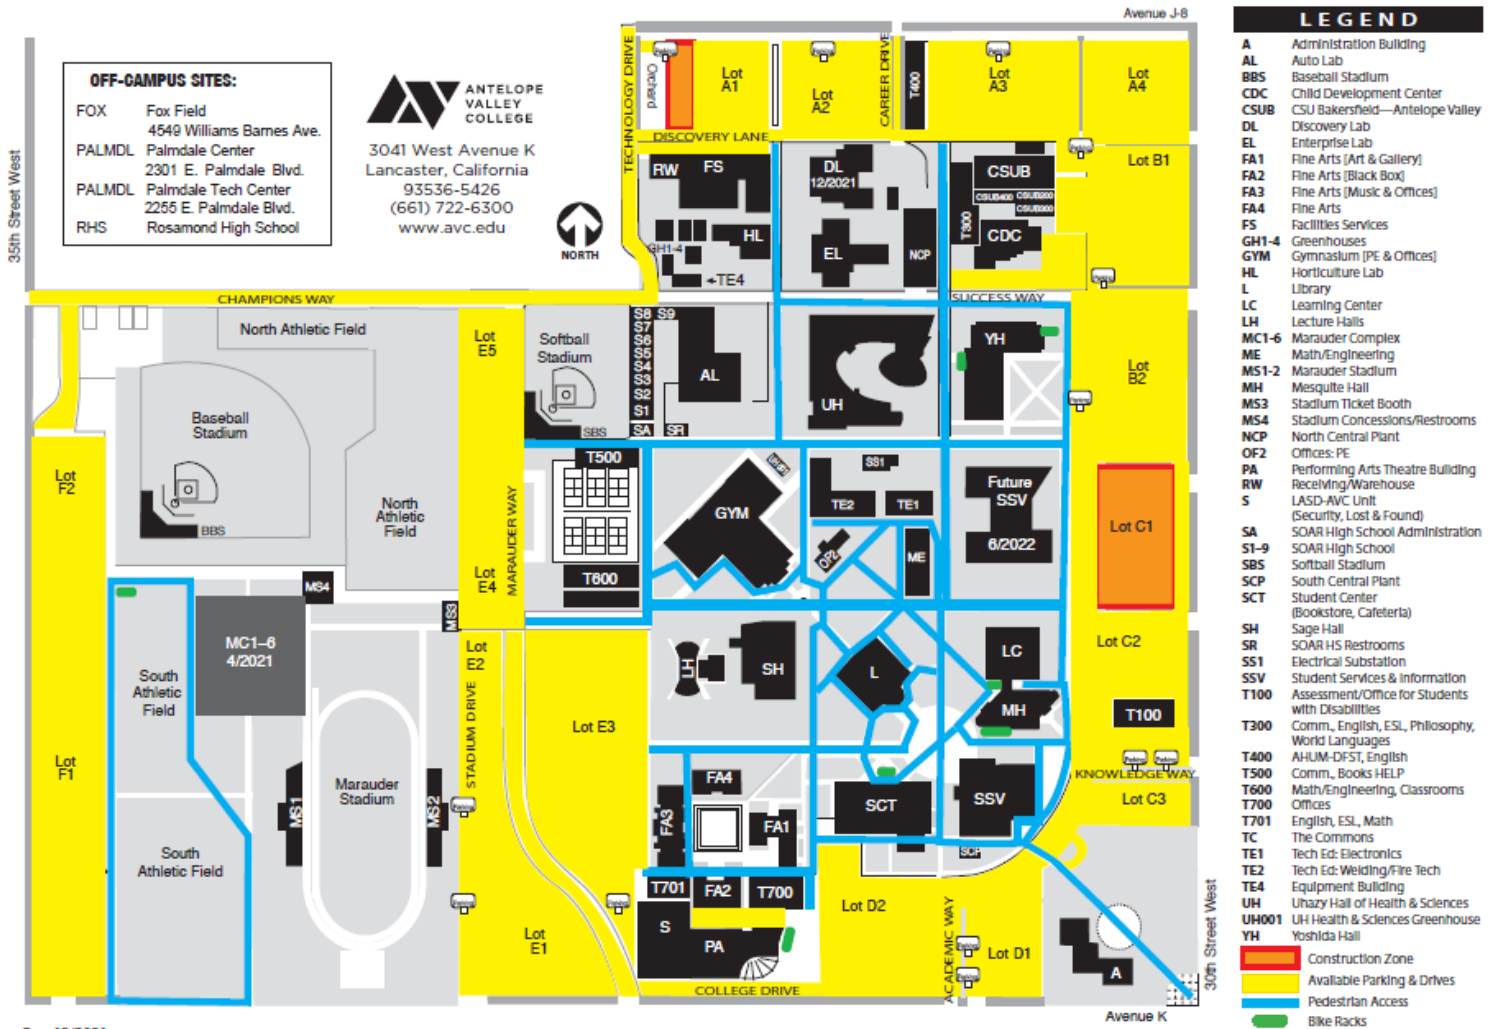 Avenue J-8
OFF-CAMPUS SITES:
FOX Fox Field
4549 Williams Barnes Ave.
PALMDL Palmdale Center
2301 E. Palmdale Blvd.
PALMDL Palmdale Tech Center
2255 E. Palmdale Blvd.
RHS Rosamond High School
ANTELOPE
VALLEY
COLLEGE
3041 West Avenue K
Lancaster, California
93536-5426
(661) 722-6300
www.avc.edu
NORTH
35th Street West
TECHNOLOGY DRIVE
Orchard
Lot
A1
Lot
A2
CAREER DRIVE
T400
Lot
A3
Lot
A4
DISCOVERY LANE
RW
FS
DL
12/2021
CSUB
CSUB400
CSUB200
CSUB300
Lot B1
T300
CDC
GH1-4
HL
EL
NCP
TE4
CHAMPIONS WAY
SUCCESS WAY
North Athletic Field
Lot
E5
Softball
Stadium
S8 S9
S7
S6
S5
S4
S3
S2
S1
SA
SR
SBS
AL
UH
YH
Lot
B2
Baseball
Stadium
BBS
Lot
F2
North
Athletic
Field
MARAUDER WAY
T500
T600
GYM
UH001
SS1
TE2
TE1
OF2
ME
Future
SSV
6/2022
Lot C1
Lot
E4
MS4
MS3
MC1–6
4/2021
South
Athletic
Field
Lot
E2
STADIUM DRIVE
Lot E3
LH
SH
L
LC
MH
Lot C2
T100
KNOWLEDGE WAY
Lot C3
Lot
F1
Marauder
Stadium
MS1
MS2
South
Athletic Field
FA4
FA3
FA1
SCT
SSV
SCP
T701
FA2
T700
S
PA
Lot D2
Lot
E1
ACADEMIC WAY
Lot D1
A
COLLEGE DRIVE
Avenue K
30th Street West
LEGEND
A Administration Building
AL Auto Lab
BBS Baseball Stadium
CDC Child Development Center
CSUB CSU Bakersfield—Antelope Valley
DL Discovery Lab
EL Enterprise Lab
FA1 Fine Arts [Art & Gallery]
FA2 Fine Arts [Black Box]
FA3 Fine Arts [Music & Offices]
FA4 Fine Arts
FS Facilities Services
GH1-4 Greenhouses
GYM Gymnasium [PE & Offices]
HL Horticulture Lab
L Library
LC Learning Center
LH Lecture Halls
MC1-6 Marauder Complex
ME Math/Engineering
MS1-2 Marauder Stadium
MH Mesquite Hall
MS3 Stadium Ticket Booth
MS4 Stadium Concessions/Restrooms
NCP North Central Plant
OF2 Offices: PE
PA Performing Arts Theatre Building
RW Receiving/Warehouse
S LASD-AVC Unit
(Security, Lost & Found)
SA SOAR High School Administration
S1–9 SOAR High School
SBS Softball Stadium
SCP South Central Plant
SCT Student Center
(Bookstore, Cafeteria)
SH Sage Hall
SR SOAR HS Restrooms
SS1 Electrical Substation
SSV Student Services & Information
T100 Assessment/Office for Students
with Disabilities
T300 Comm., English, ESL, Philosophy,
World Languages
T400 AHUM-DFST, English
T500 Comm., Books HELP
T600 Math/Engineering, Classrooms
T700 Offices
T701 English, ESL, Math
TC The Commons
TE1 Tech Ed: Electronics
TE2 Tech Ed: Welding/Fire Tech
TE4 Equipment Building
UH Uhazy Hall of Health & Sciences
UH001 UH Health & Sciences Greenhouse
YH Yoshida Hall
Construction Zone
Available Parking & Drives
Pedestrian Access
Bike Racks